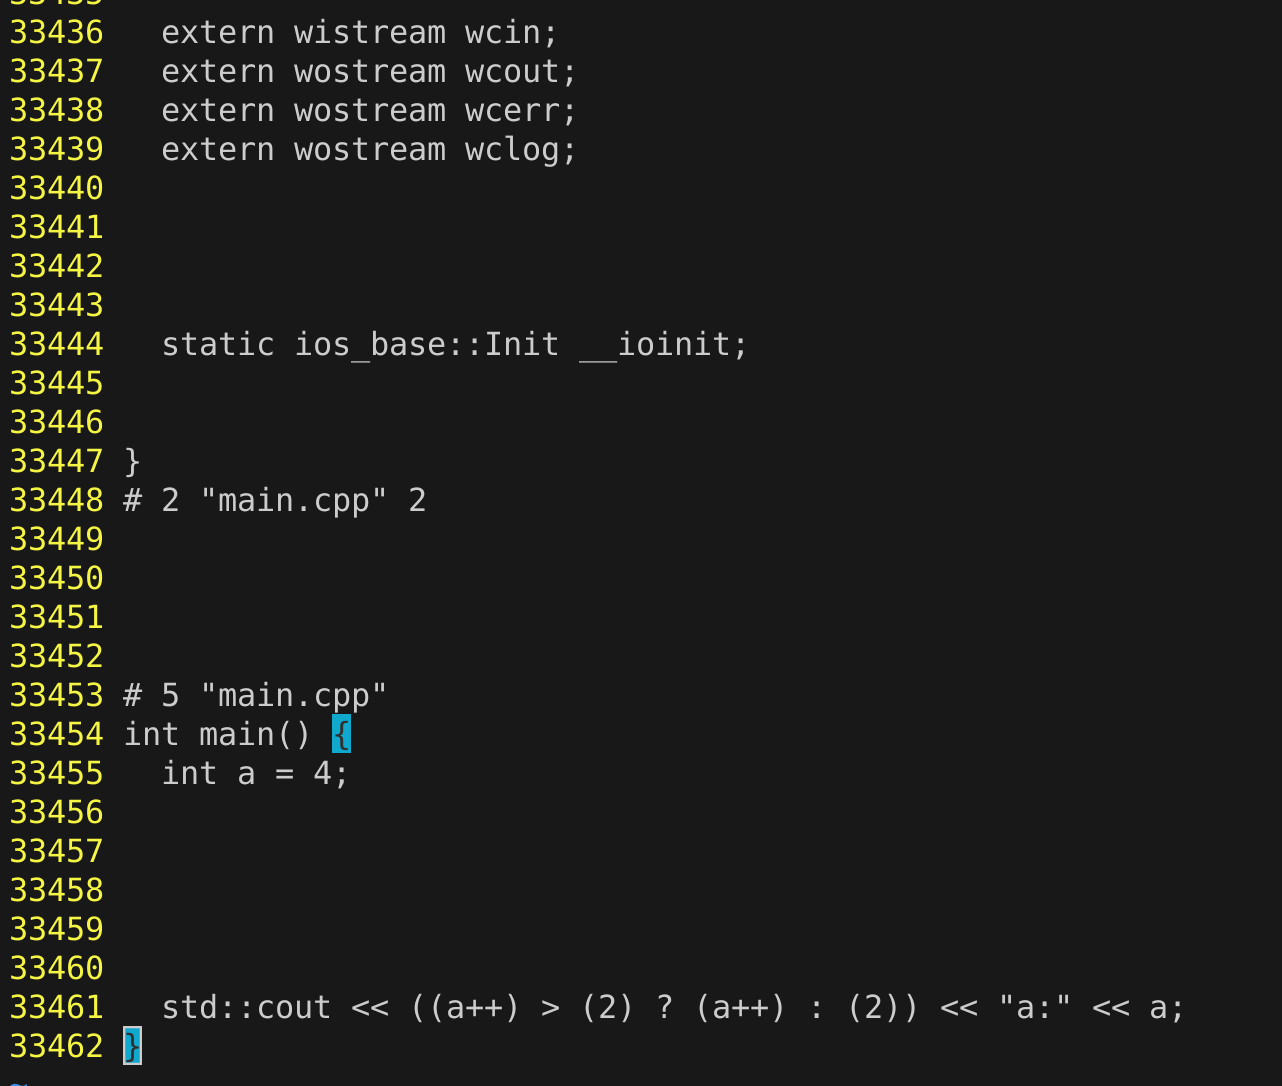 33436   extern wistream wcin;
33437   extern wostream wcout;
33438   extern wostream wcerr;
33439   extern wostream wclog;
33440
33441
33442
33443
33444   static ios_base::Init __ioinit;
33445
33446
33447 }
33448 # 2 "main.cpp" 2
33449
33450
33451
33452
33453 # 5 "main.cpp"
33454 int main() {
33455   int a = 4;
33456
33457
33458
33459
33460
33461   std::cout << ((a++) > (2) ? (a++) : (2)) << "a:" << a;
33462 }
~